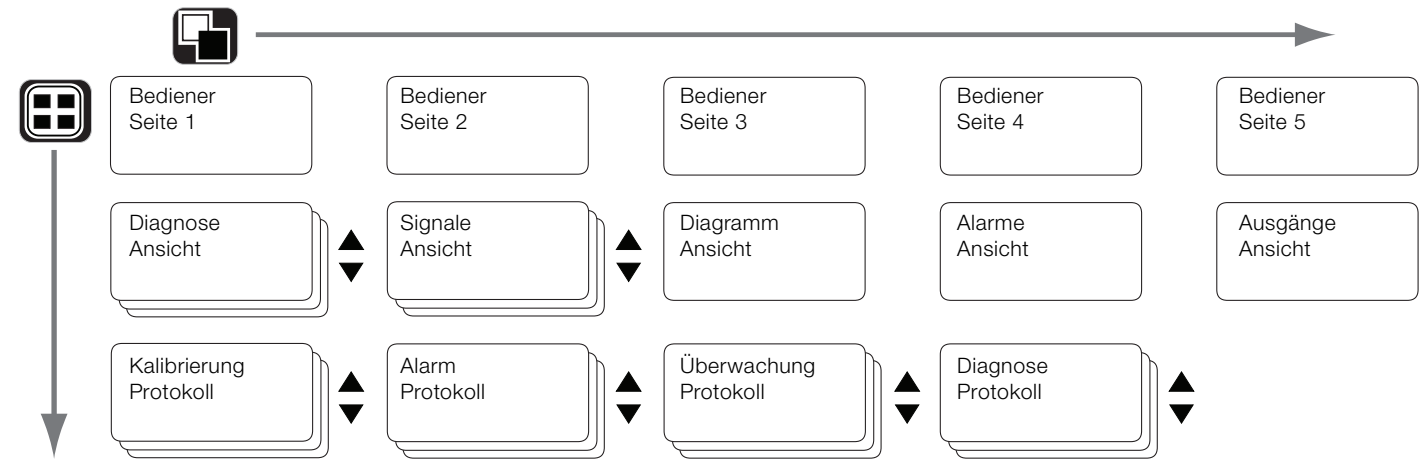 Bediener
Seite 1
Bediener
Seite 2
Bediener
Seite 3
Bediener
Seite 4
Bediener
Seite 5
Diagnose
Ansicht
Signale
Ansicht
Diagramm
Ansicht
Alarme
Ansicht
Ausgänge
Ansicht
Kalibrierung
Protokoll
Alarm
Protokoll
Überwachung
Protokoll
Diagnose
Protokoll